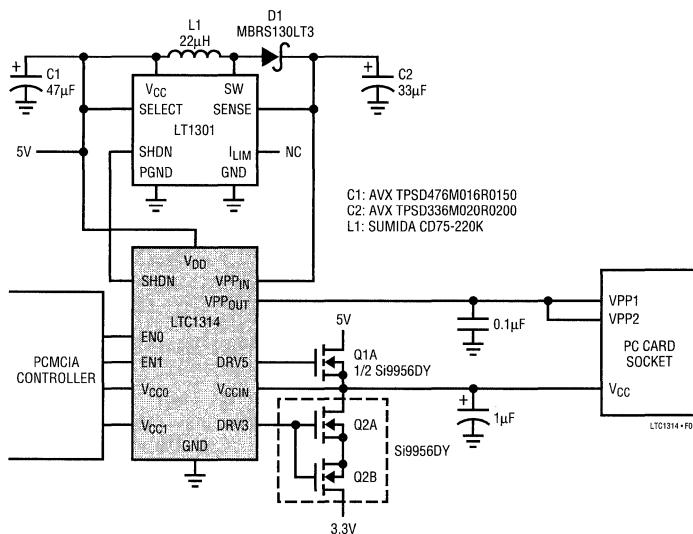 D1
MBRS130LT3
L1
22µH
+
C1
47µF
+
C2
33µF
VCC
SW
SELECT
SENSE
LT1301
5V
SHDN
ILIM
NC
PGND
GND
C1: AVX TPSD476M016R0150
C2: AVX TPSD336M020R0200
L1: SUMIDA CD75-220K
VDD
SHDN
VPPIN
VPPOUT
LTC1314
EN0
EN1
DRV5
VCC0
VCCIN
VCC1
DRV3
GND
PCMCIA
CONTROLLER
5V
Q1A
1/2 Si9956DY
Q2A
Q2B
Si9956DY
3.3V
0.1µF
+
1µF
VPP1
VPP2
PC CARD
SOCKET
VCC
LTC1314 • F0